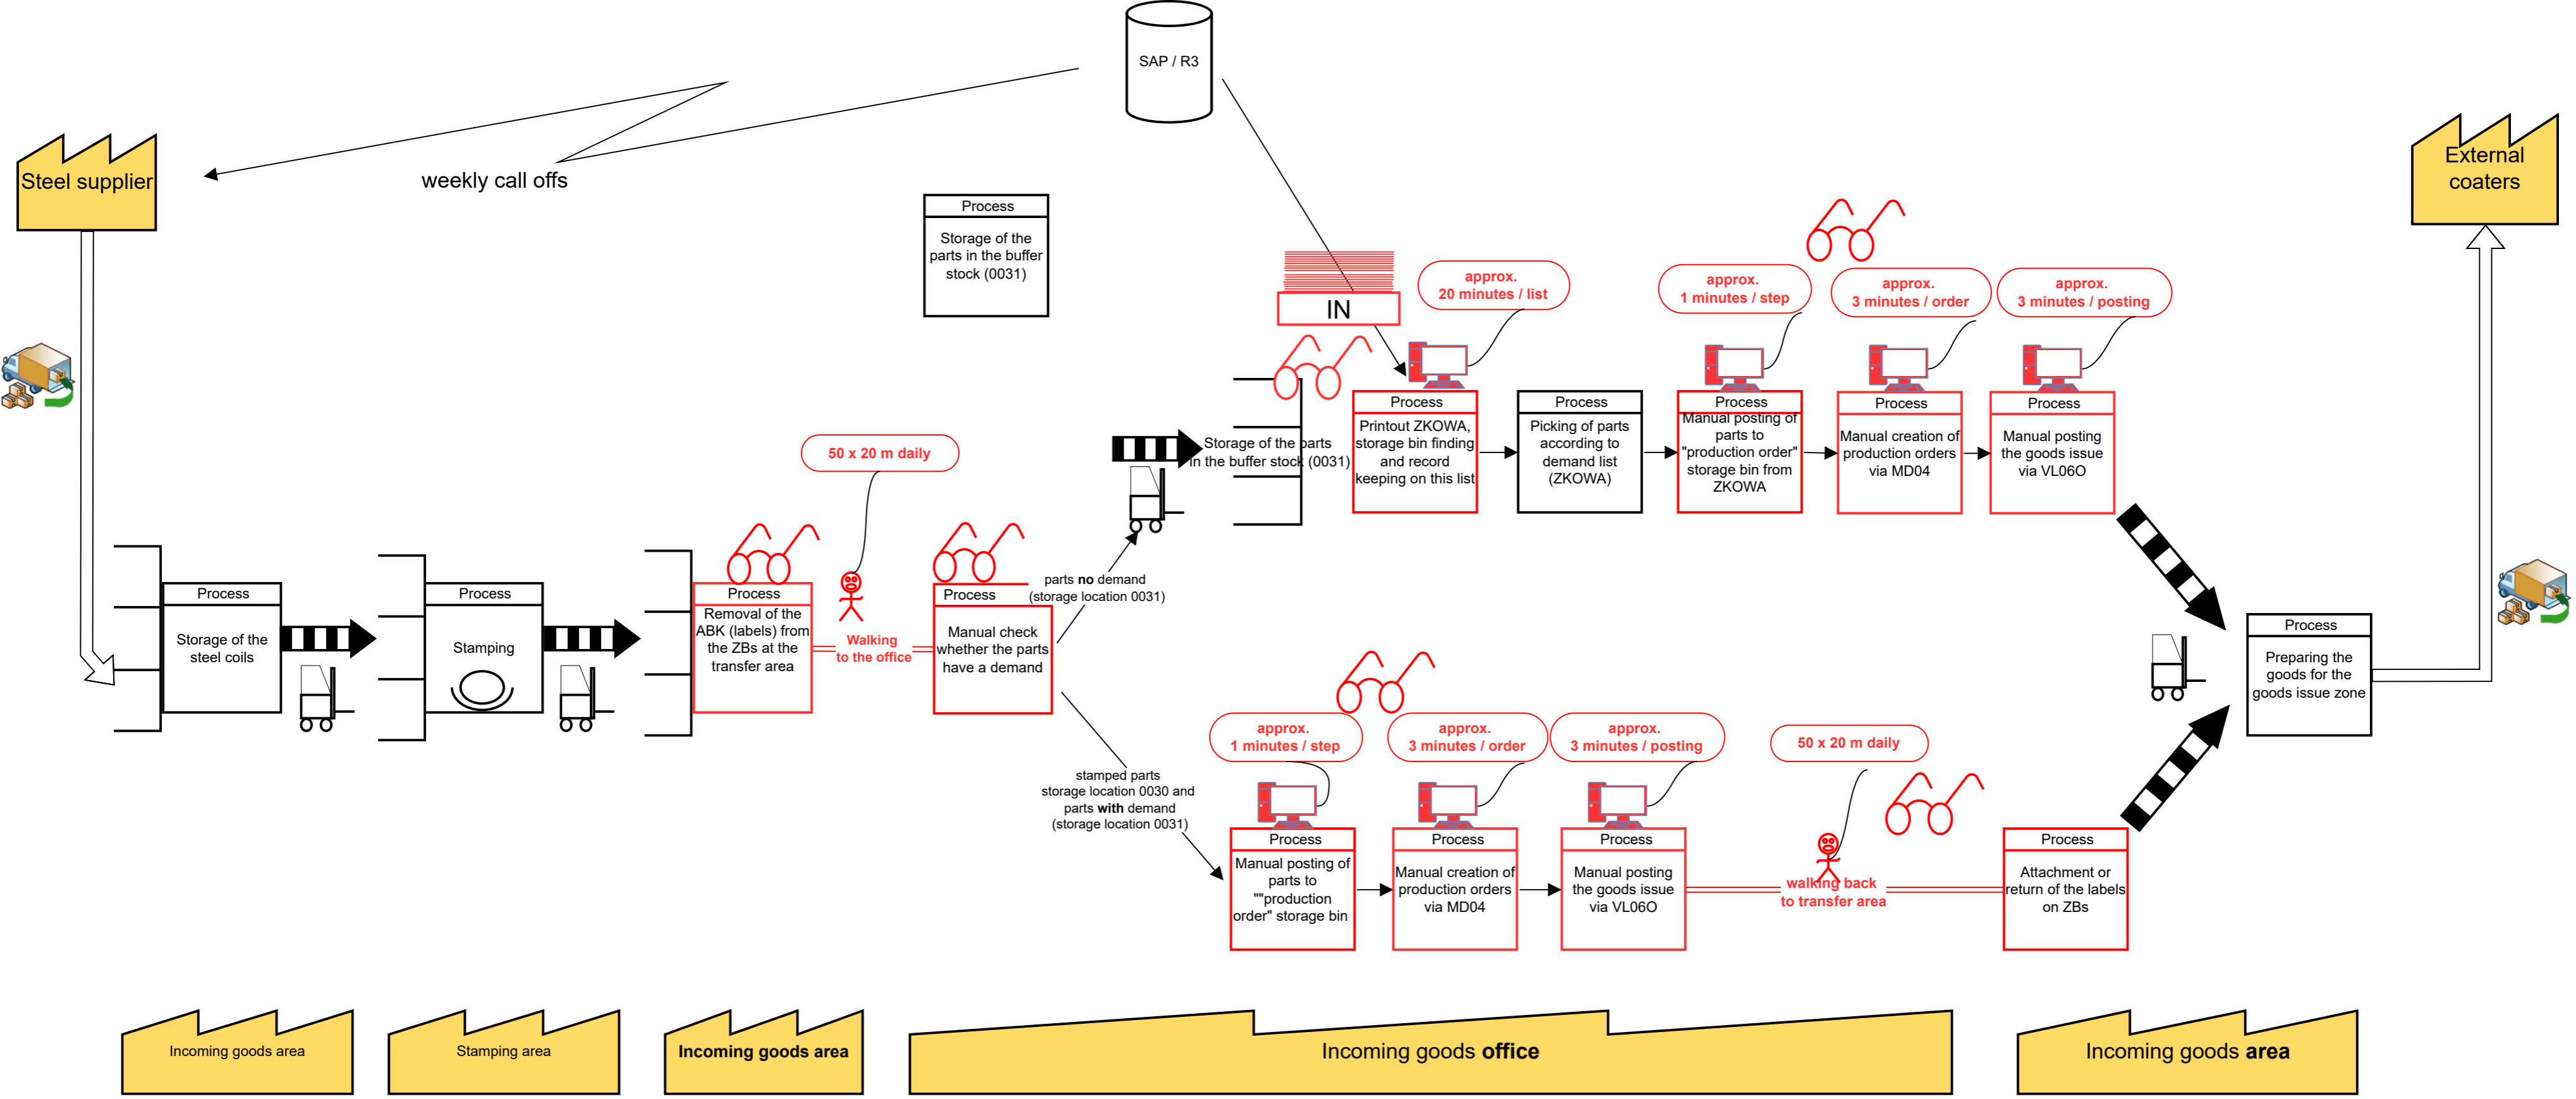 SAP / R3
Steel supplier
weekly call offs
External
coaters
Process
Storage of the
parts in the buffer
stock (0031)
IN
approx.
20 minutes / list
approx.
1 minutes / step
approx.
3 minutes / order
approx.
3 minutes / posting
Process
Printout ZKOWA,
storage bin finding
and record
keeping on this list
Process
Picking of parts
according to
demand list
(ZKOWA)
Process
Manual posting of
parts to
"production order"
storage bin from
ZKOWA
Process
Manual creation of
production orders
via MD04
Process
Manual posting
the goods issue
via VL06O
Storage of the parts
in the buffer stock (0031)
50 x 20 m daily
Process
Storage of the
steel coils
Process
Stamping
Process
Removal of the
ABK (labels) from
the ZBs at the
transfer area
Walking
to the office
Process
Manual check
whether the parts
have a demand
parts no demand
(storage location 0031)
stamped parts
storage location 0030 and
parts with demand
(storage location 0031)
approx.
1 minutes / step
approx.
3 minutes / order
approx.
3 minutes / posting
50 x 20 m daily
Process
Manual posting of
parts to
""production
order" storage bin
Process
Manual creation of
production orders
via MD04
Process
Manual posting
the goods issue
via VL06O
walking back
to transfer area
Process
Attachment or
return of the labels
on ZBs
Process
Preparing the
goods for the
goods issue zone
Incoming goods area
Stamping area
Incoming goods area
Incoming goods office
Incoming goods area